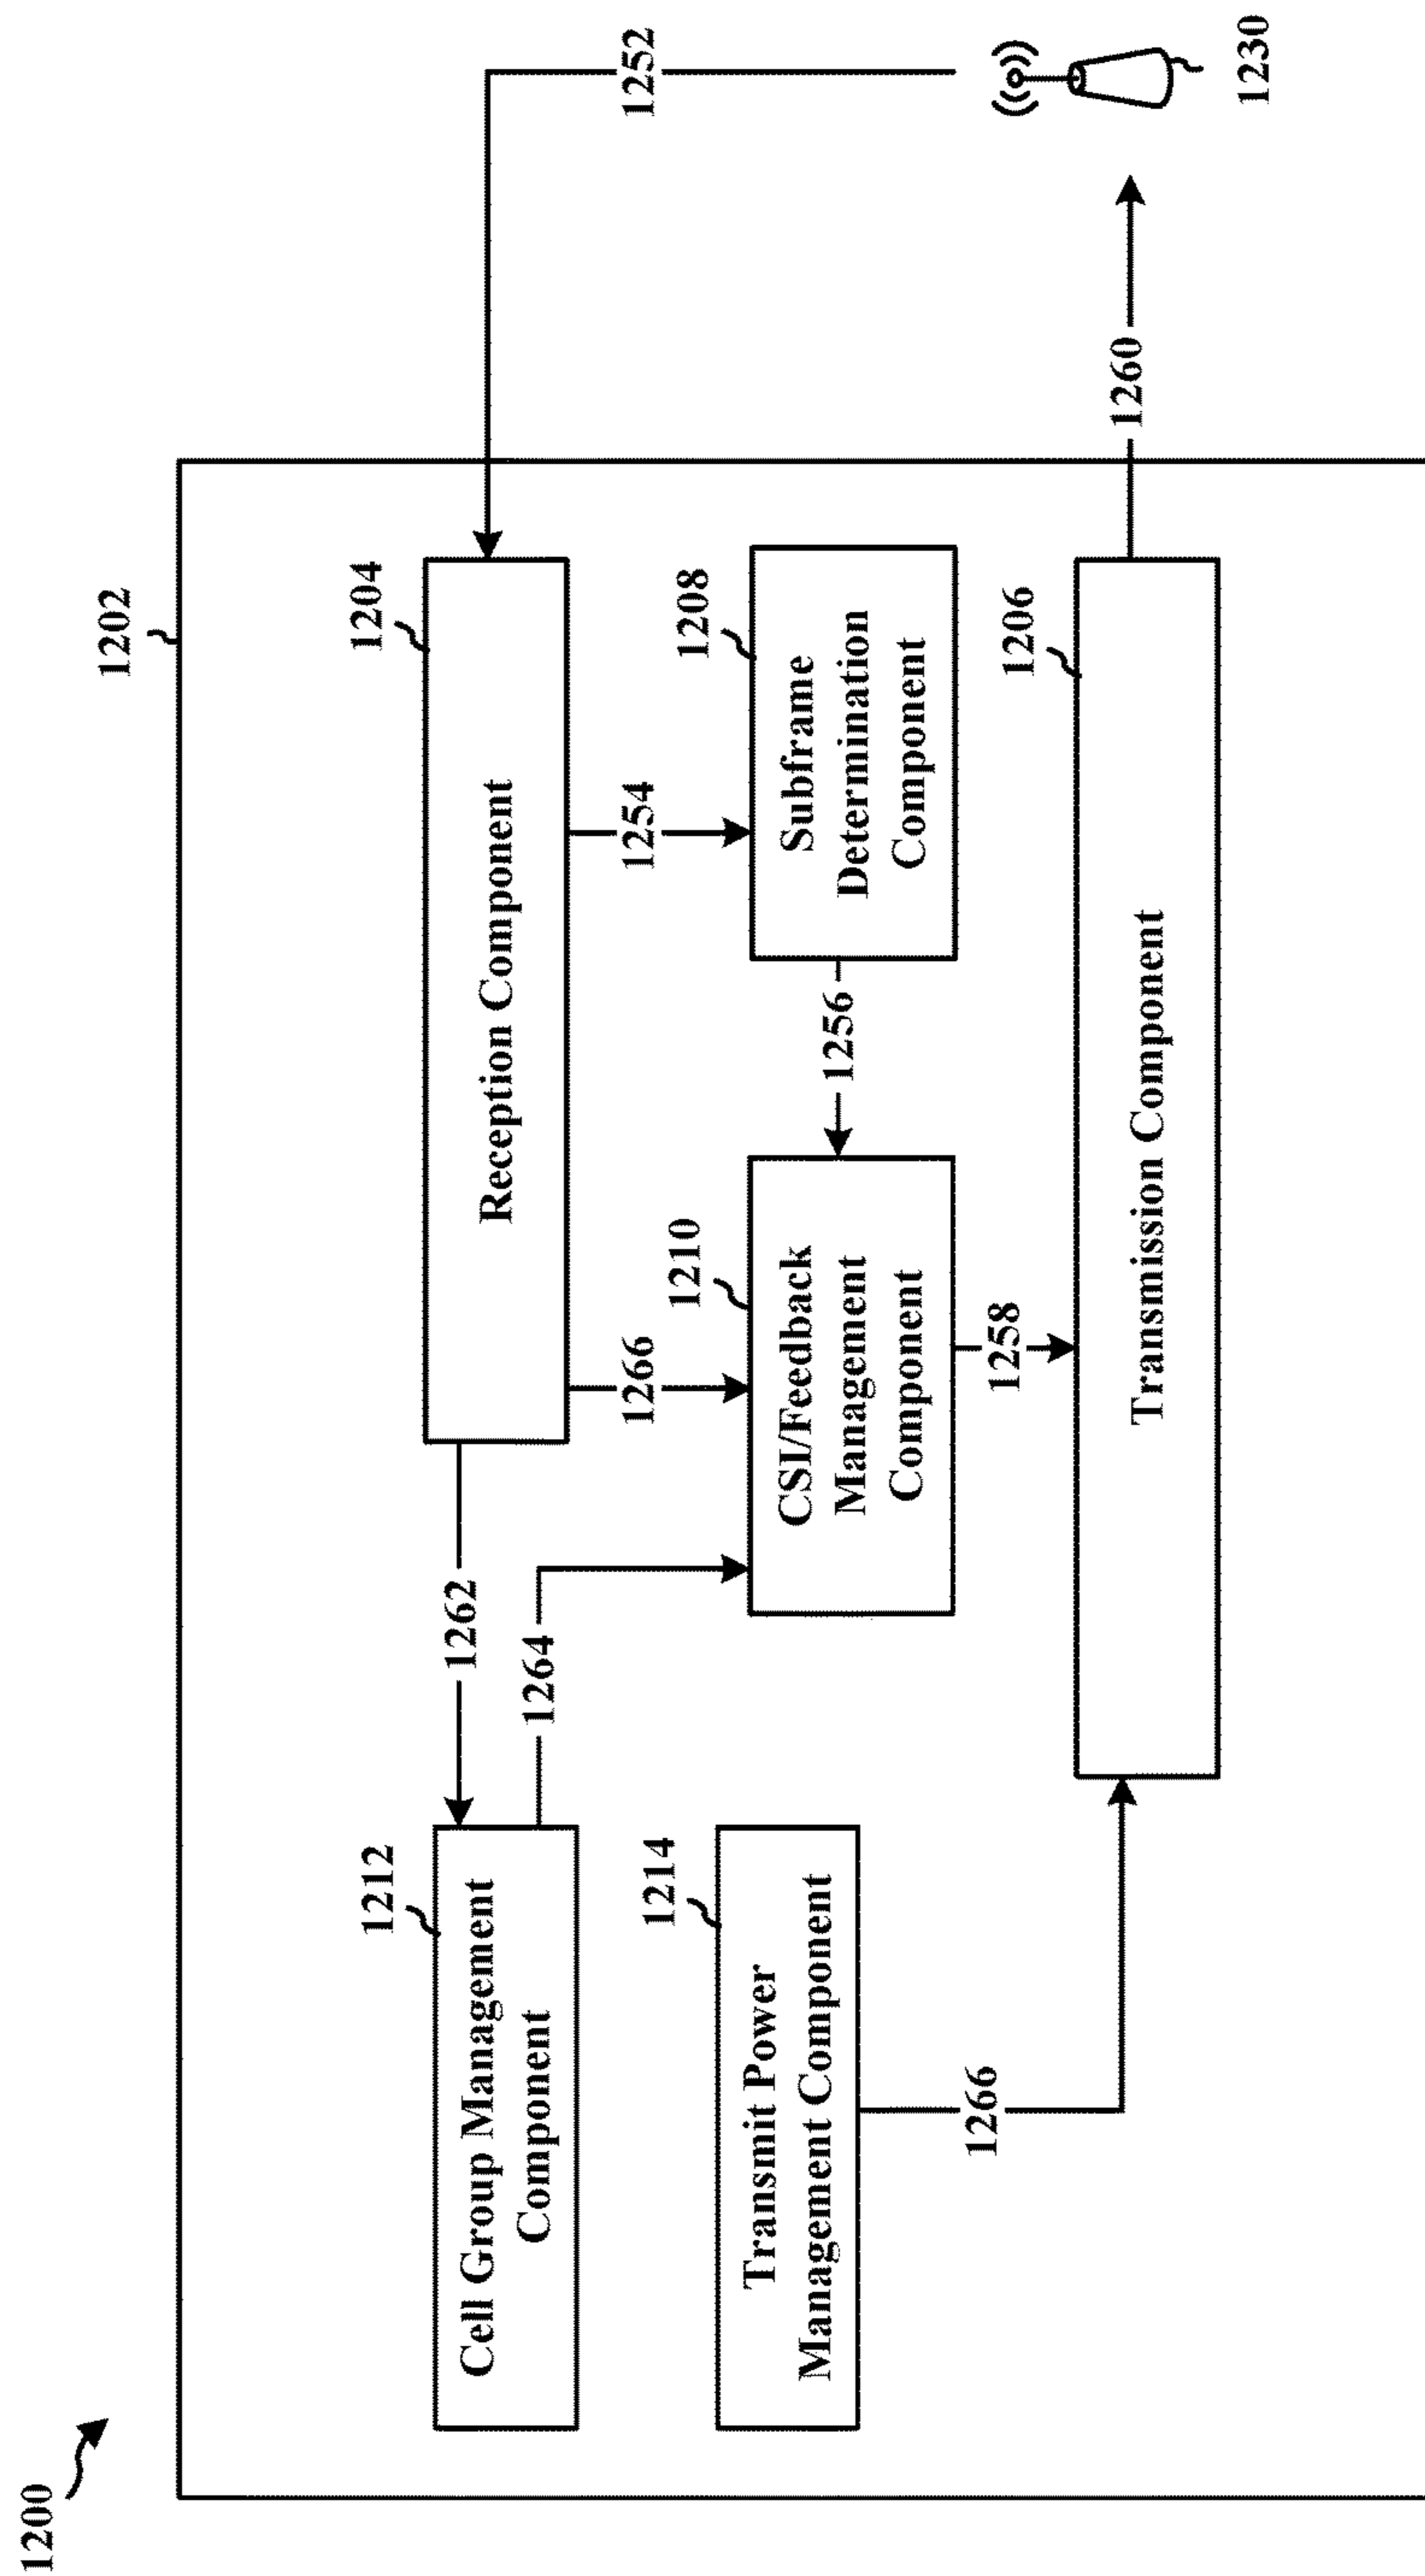 1200
1202
1212
Cell Group Management
Component
1262
1264
1204
Reception Component
1252
1214
Transmit Power
Management Component
1266
1266
1254
1210
CSI/Feedback
Management
Component
1256
1208
Subframe
Determination
Component
1258
1206
Transmission Component
1260
1230